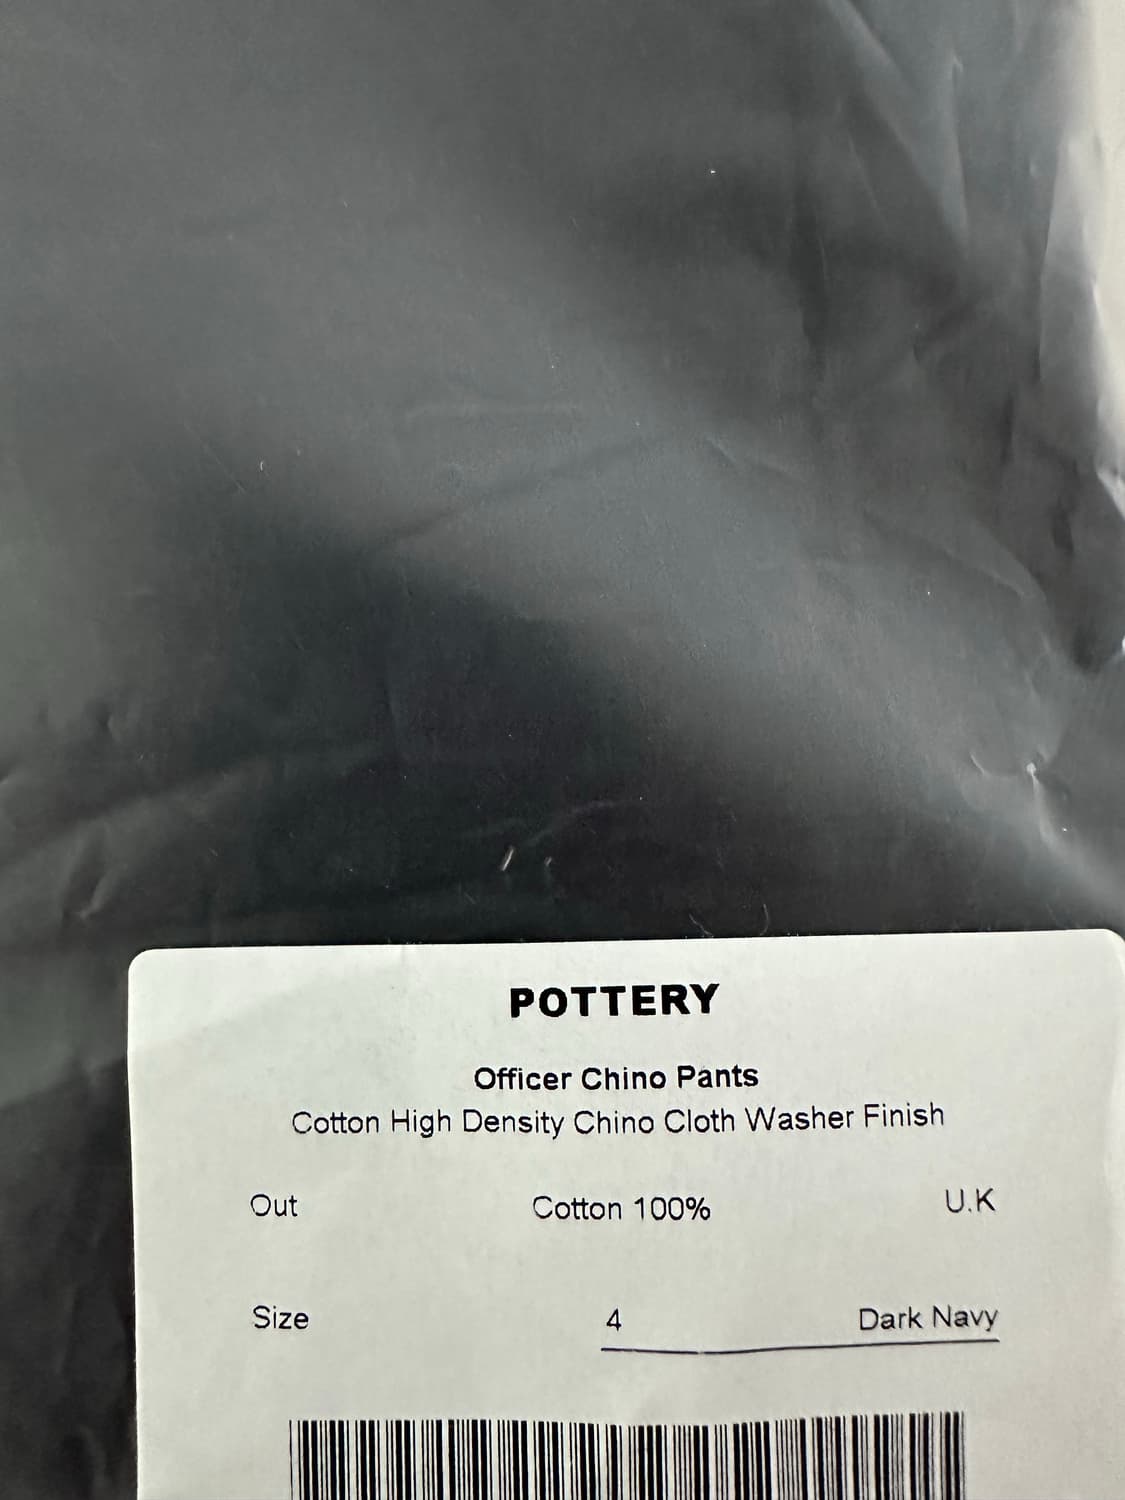 POTTERY
Officer Chino Pants
Cotton High Density Chino Cloth Washer Finish
Out Cotton 100% U.K
Size 4 Dark Navy